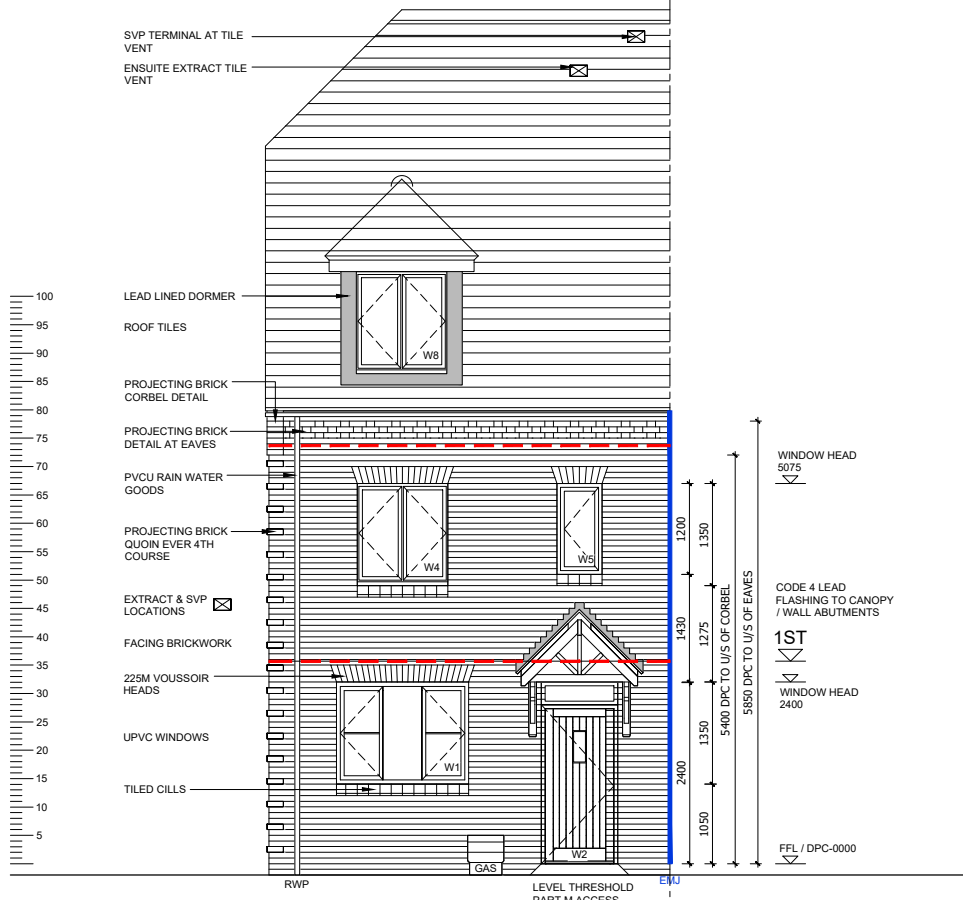 SVP TERMINAL AT TILE
VENT
ENSUITE EXTRACT TILE
VENT
LEAD LINED DORMER
ROOF TILES
W8
PROJECTING BRICK
CORBEL DETAIL
PROJECTING BRICK
DETAIL AT EAVES
PVCU RAIN WATER
GOODS
PROJECTING BRICK
QUOIN EVER 4TH
COURSE
EXTRACT & SVP
LOCATIONS
FACING BRICKWORK
225M VOUSSOIR
HEADS
UPVC WINDOWS
TILED CILLS
100
95
90
85
80
75
70
65
60
55
50
45
40
35
30
25
20
15
10
5
W4
W5
W1
W2
GAS
RWP
LEVEL THRESHOLD
PART M ACCESS
EMJ
1200
1430
2400
1350
1275
1350
1050
5400 DPC TO U/S OF CORBEL
5850 DPC TO U/S OF EAVES
WINDOW HEAD
5075
CODE 4 LEAD
FLASHING TO CANOPY
/ WALL ABUTMENTS
1ST
WINDOW HEAD
2400
FFL / DPC-0000